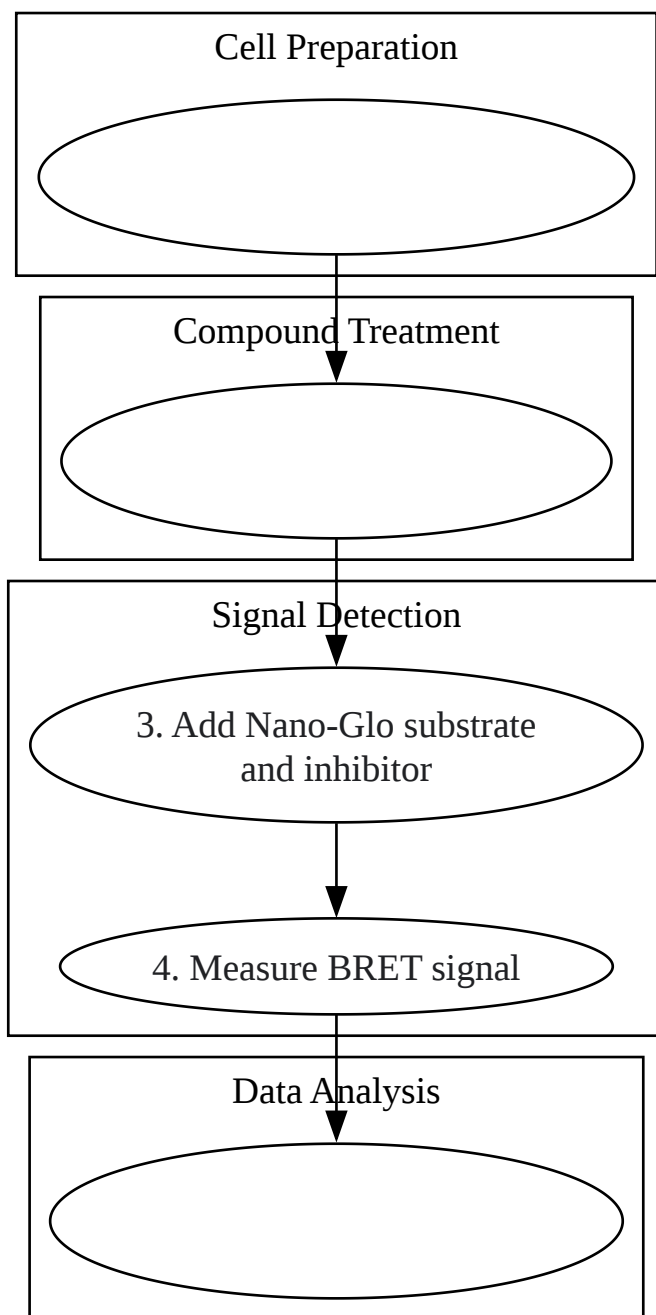 Cell Preparation
Compound Treatment
Signal Detection
3. Add Nano-Glo substrate
and inhibitor
4. Measure BRET signal
Data Analysis